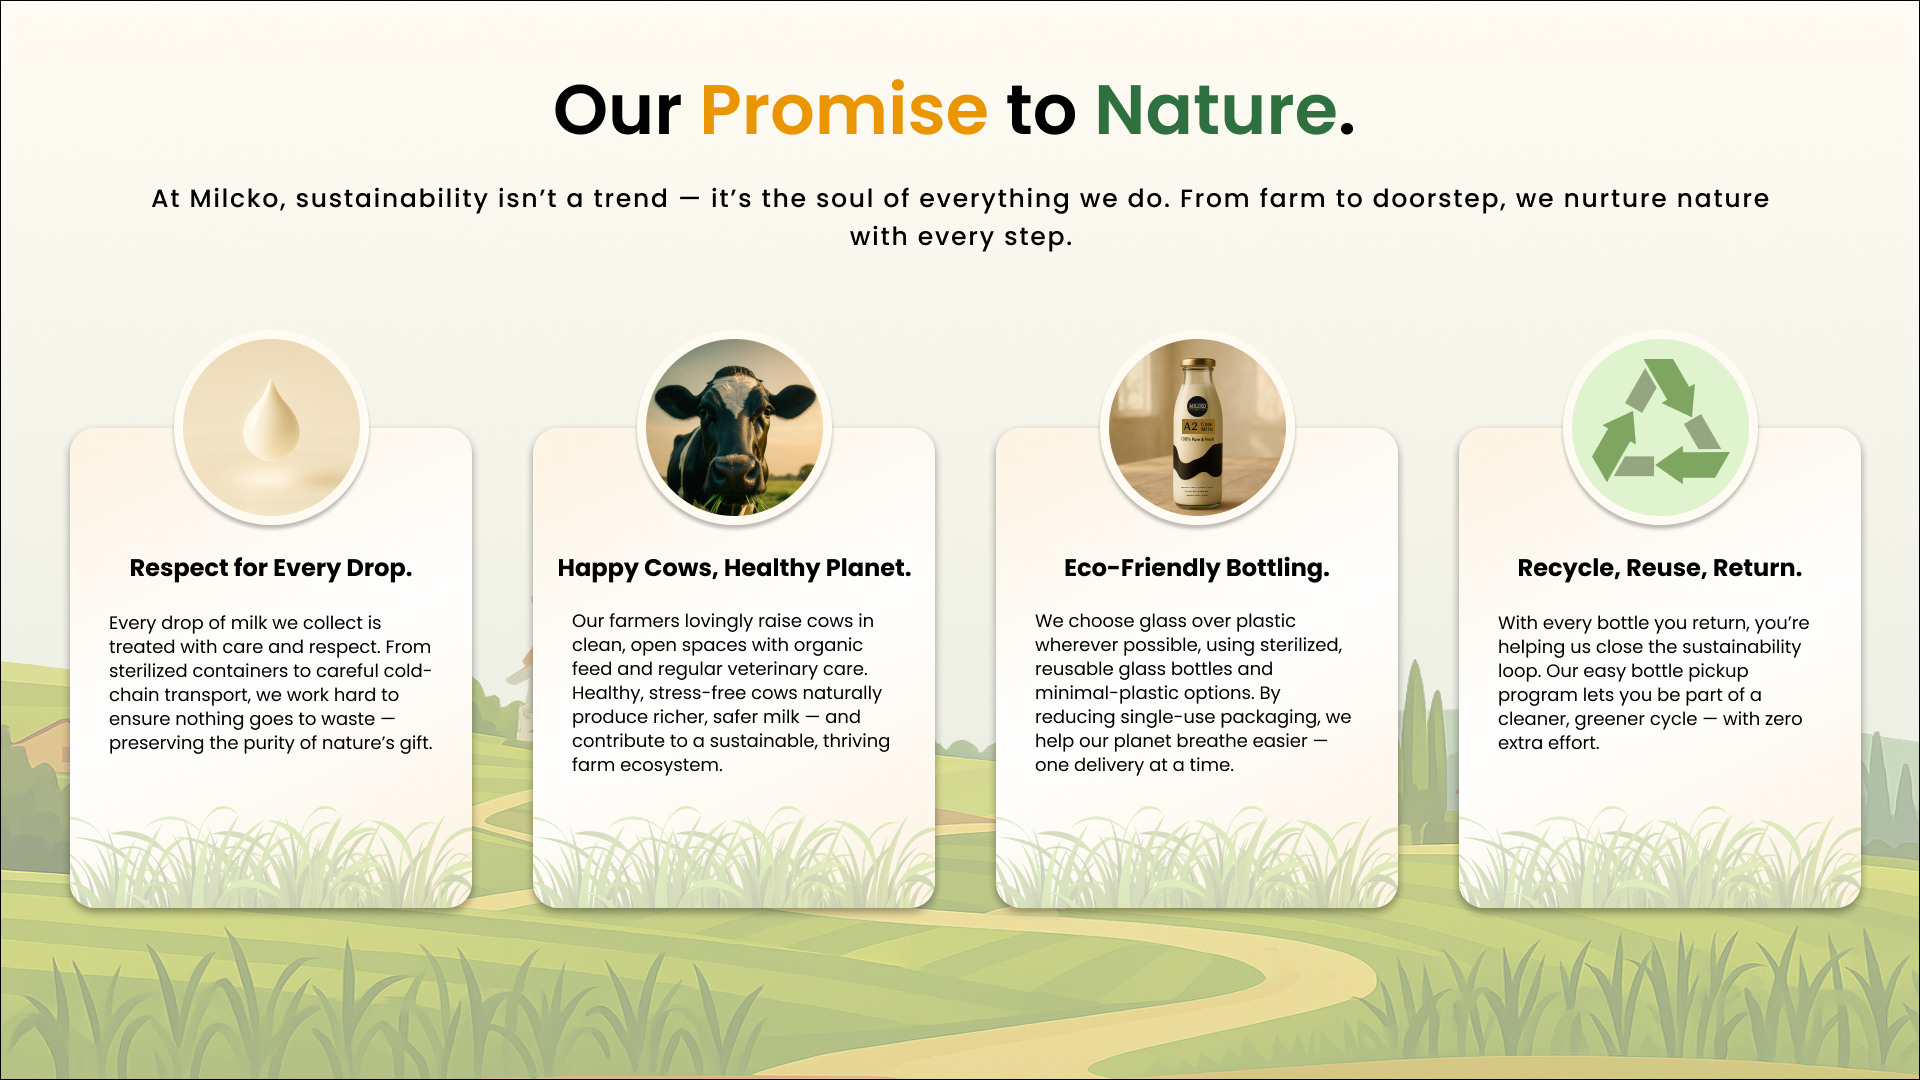 Our Promise to Nature.
At Milcko, sustainability isn’t a trend — it’s the soul of everything we do. From farm to doorstep, we nurture nature
with every step.
MILCKO
A2 Cow
Milk
100% Pure & Fresh
Respect for Every Drop.
Every drop of milk we collect is
treated with care and respect. From
sterilized containers to careful cold-
chain transport, we work hard to
ensure nothing goes to waste —
preserving the purity of nature’s gift.
Happy Cows, Healthy Planet.
Our farmers lovingly raise cows in
clean, open spaces with organic
feed and regular veterinary care.
Healthy, stress-free cows naturally
produce richer, safer milk — and
contribute to a sustainable, thriving
farm ecosystem.
Eco-Friendly Bottling.
We choose glass over plastic
wherever possible, using sterilized,
reusable glass bottles and
minimal-plastic options. By
reducing single-use packaging, we
help our planet breathe easier —
one delivery at a time.
Recycle, Reuse, Return.
With every bottle you return, you’re
helping us close the sustainability
loop. Our easy bottle pickup
program lets you be part of a
cleaner, greener cycle — with zero
extra effort.